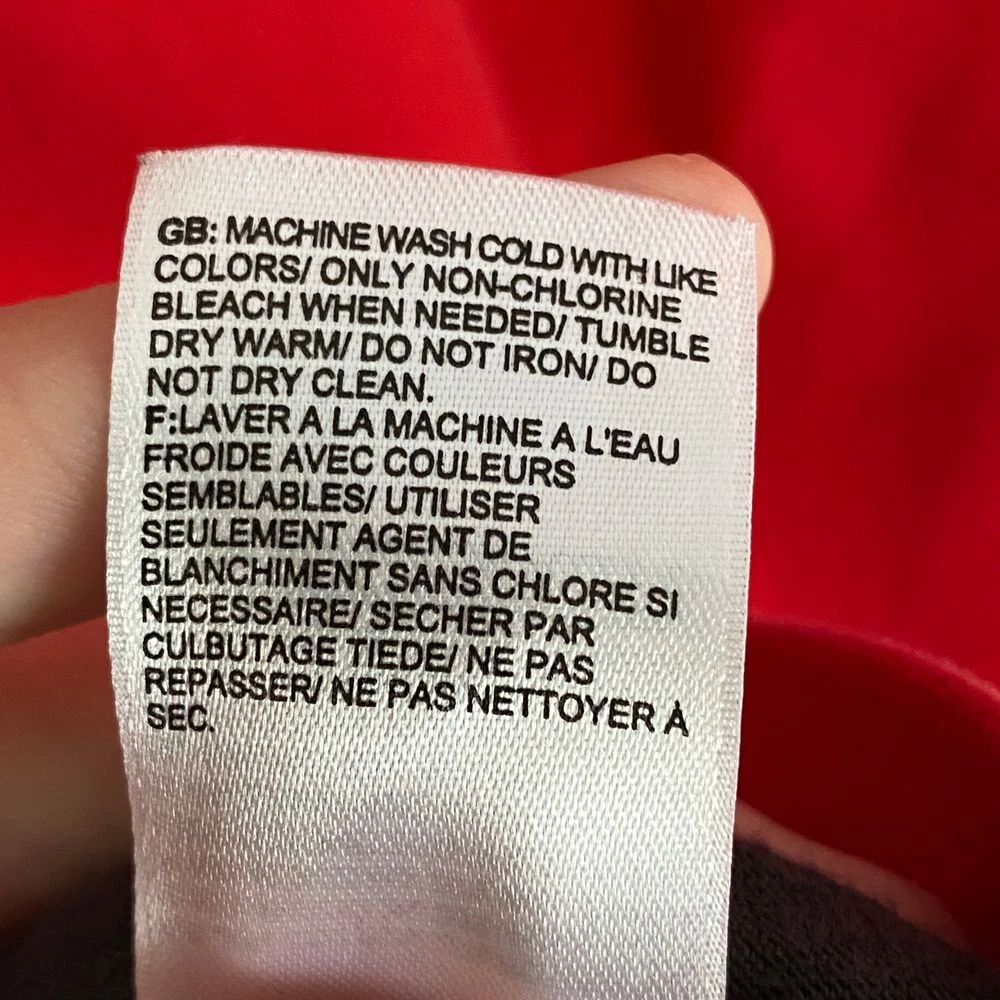 GB: MACHINE WASH COLD WITH LIKE
COLORS/ ONLY NON-CHLORINE
BLEACH WHEN NEEDED/ TUMBLE
DRY WARM/ DO NOT IRON/ DO
NOT DRY CLEAN.
F:LAVER A LA MACHINE A L'EAU
FROIDE AVEC COULEURS
SEMBLABLES/ UTILISER
SEULEMENT AGENT DE
BLANCHIMENT SANS CHLORE SI
NECESSAIRE/ SECHER PAR
CULBUTAGE TIEDE/ NE PAS
REPASSER/ NE PAS NETTOYER À
SEC.